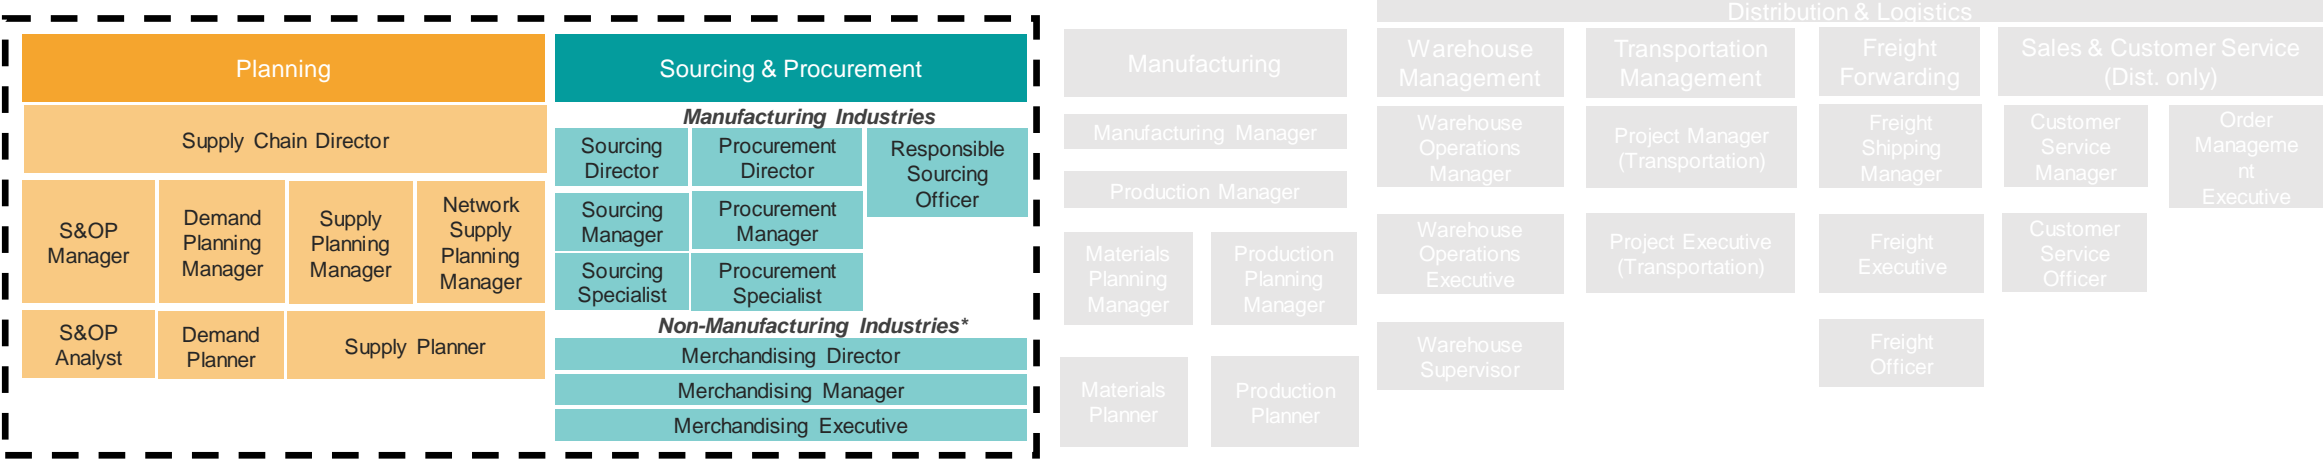 Planning
Supply Chain Director
S&OP
Manager
Demand
Planning
Manager
Supply
Planning
Manager
Network
Supply
Planning
Manager
S&OP
Analyst
Demand
Planner
Supply Planner
Sourcing & Procurement
Manufacturing Industries
Sourcing
Director
Procurement
Director
Responsible
Sourcing
Officer
Sourcing
Manager
Procurement
Manager
Sourcing
Specialist
Procurement
Specialist
Non-Manufacturing Industries*
Merchandising Director
Merchandising Manager
Merchandising Executive
Manufacturing
Manufacturing Manager
Production Manager
Materials
Planning
Manager
Production
Planning
Manager
Materials
Planner
Production
Planner
Distribution & Logistics
Warehouse
Management
Warehouse
Operations
Manager
Warehouse
Operations
Executive
Warehouse
Supervisor
Transportation
Management
Project Manager
(Transportation)
Project Executive
(Transportation)
Freight
Forwarding
Freight
Shipping
Manager
Freight
Executive
Freight
Officer
Sales & Customer Service
(Dist. only)
Customer
Service
Manager
Customer
Service
Officer
Order
Manageme
nt
Executive